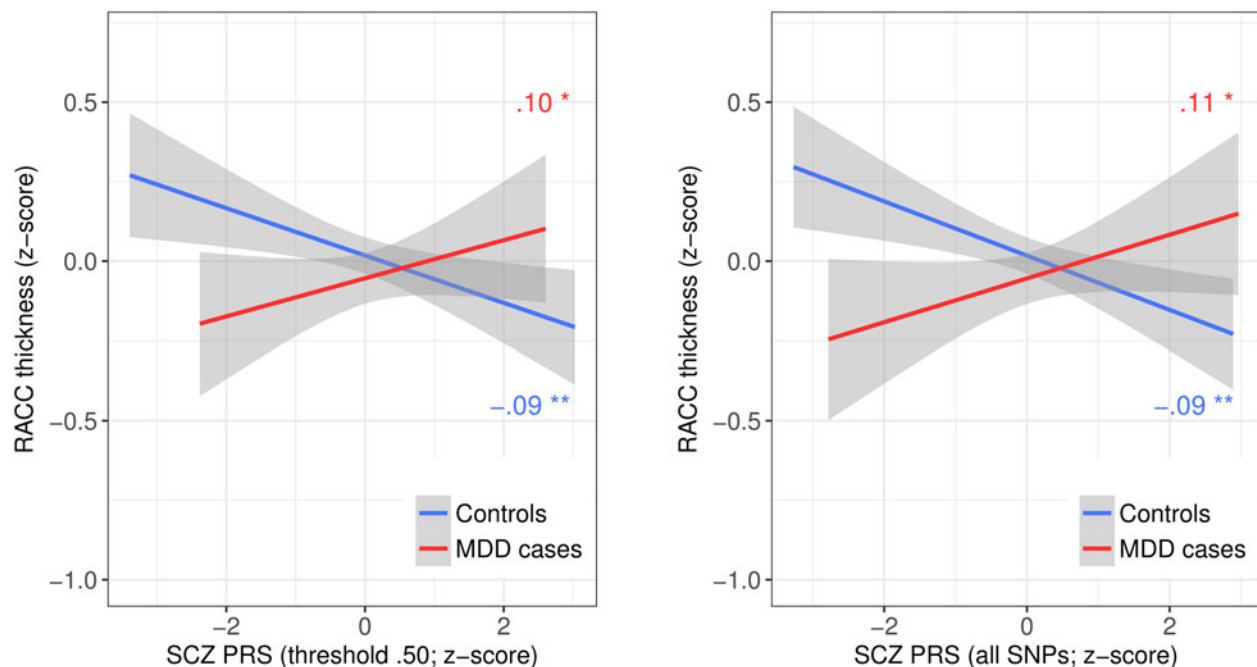 RACC thickness (z−score)
0.5
0.0
−0.5
−1.0
.10 *
−.09 **
Controls
MDD cases
−2
0
2
SCZ PRS (threshold .50; z−score)
RACC thickness (z−score)
0.5
0.0
−0.5
−1.0
.11 *
−.09 **
Controls
MDD cases
−2
0
2
SCZ PRS (all SNPs; z−score)